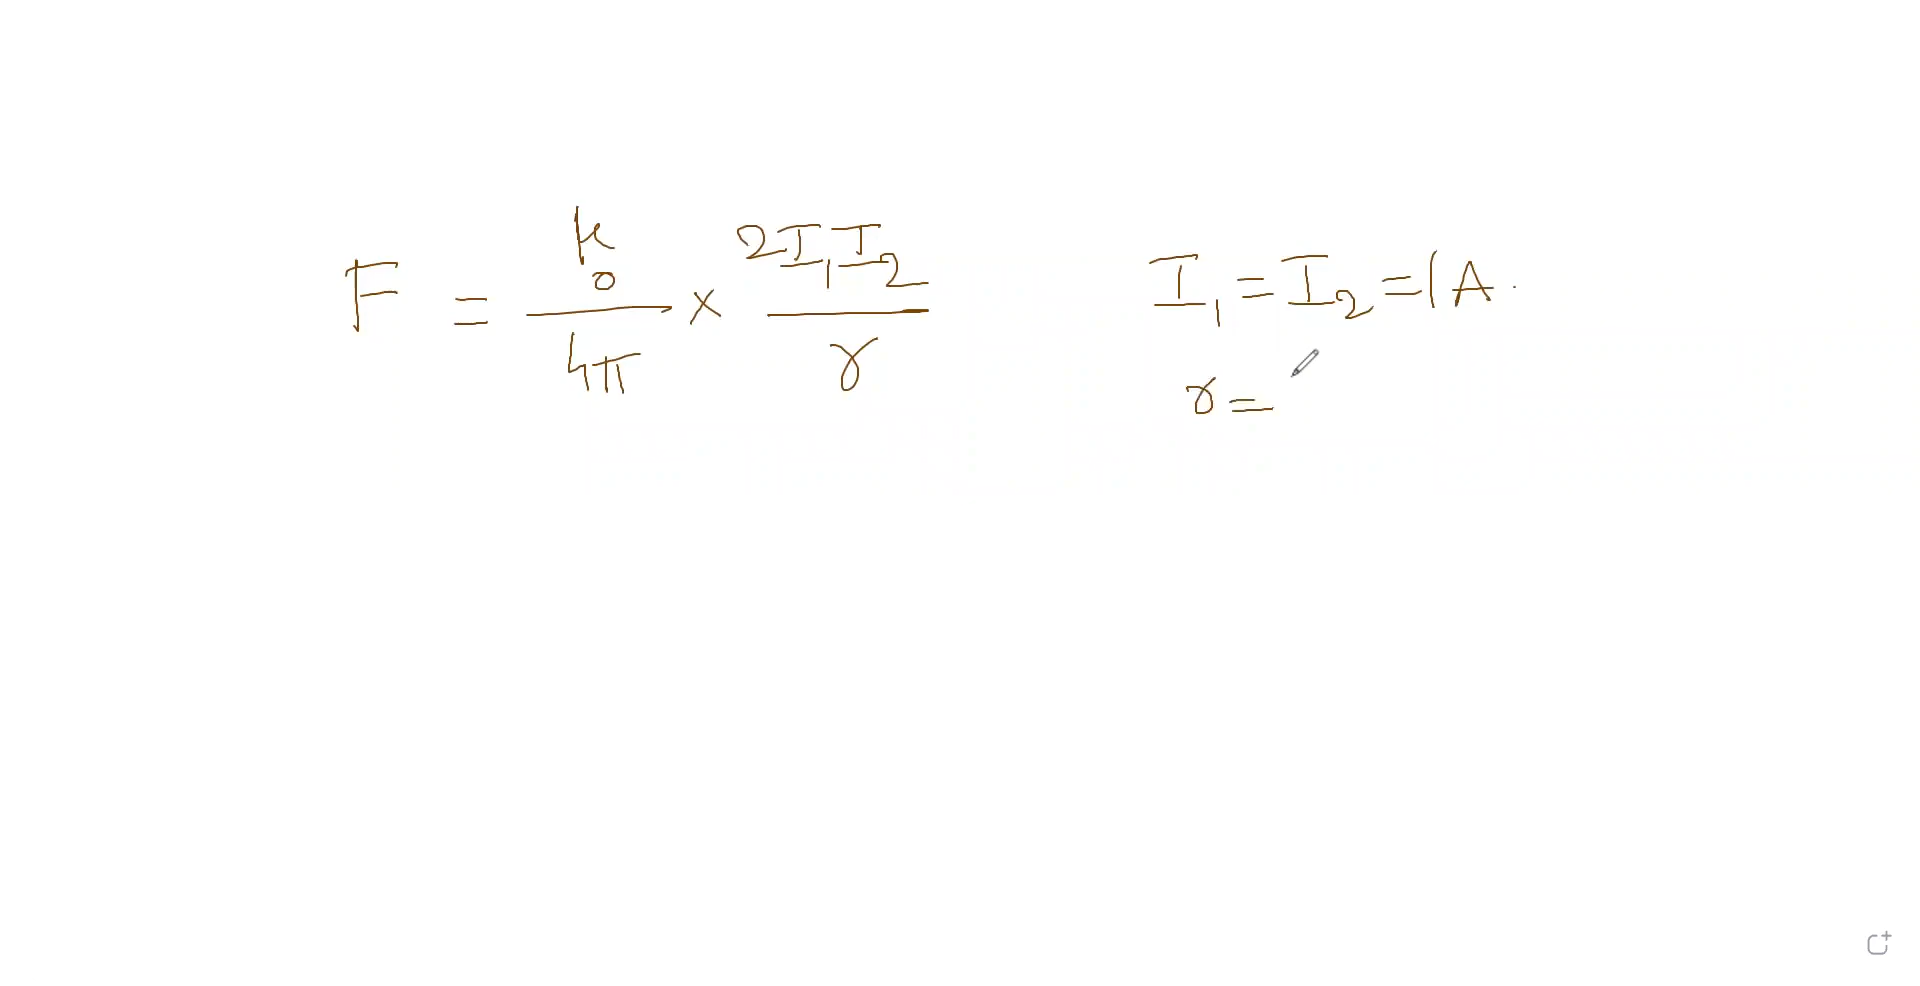 F = μ₀/4π × 2I₁I₂/r
I₁ = I₂ = 1A.
r =